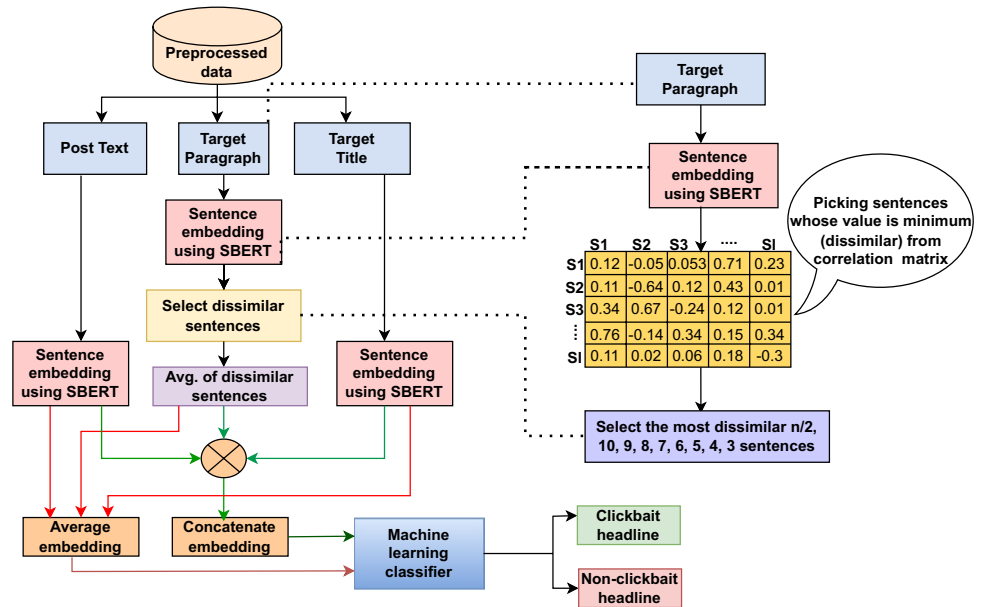 Preprocessed
data
Post Text
Target
Paragraph
Target
Title
Sentence
embedding
using SBERT
Select dissimilar
sentences
Sentence
embedding
using SBERT
Avg. of dissimilar
sentences
Sentence
embedding
using SBERT
Average
embedding
Concatenate
embedding
Machine
learning
classifier
Clickbait
headline
Non-clickbait
headline
Target
Paragraph
Sentence
embedding
using SBERT
Picking sentences
whose value is minimum
(dissimilar) from
correlation matrix
S1 S2 S3 .... SI
S1 0.12 -0.05 0.053 0.71 0.23
S2 0.11 -0.64 0.12 0.43 0.01
S3 0.34 0.67 -0.24 0.12 0.01
.... 0.76 -0.14 0.34 0.15 0.34
SI 0.11 0.02 0.06 0.18 -0.3
Select the most dissimilar n/2,
10, 9, 8, 7, 6, 5, 4, 3 sentences